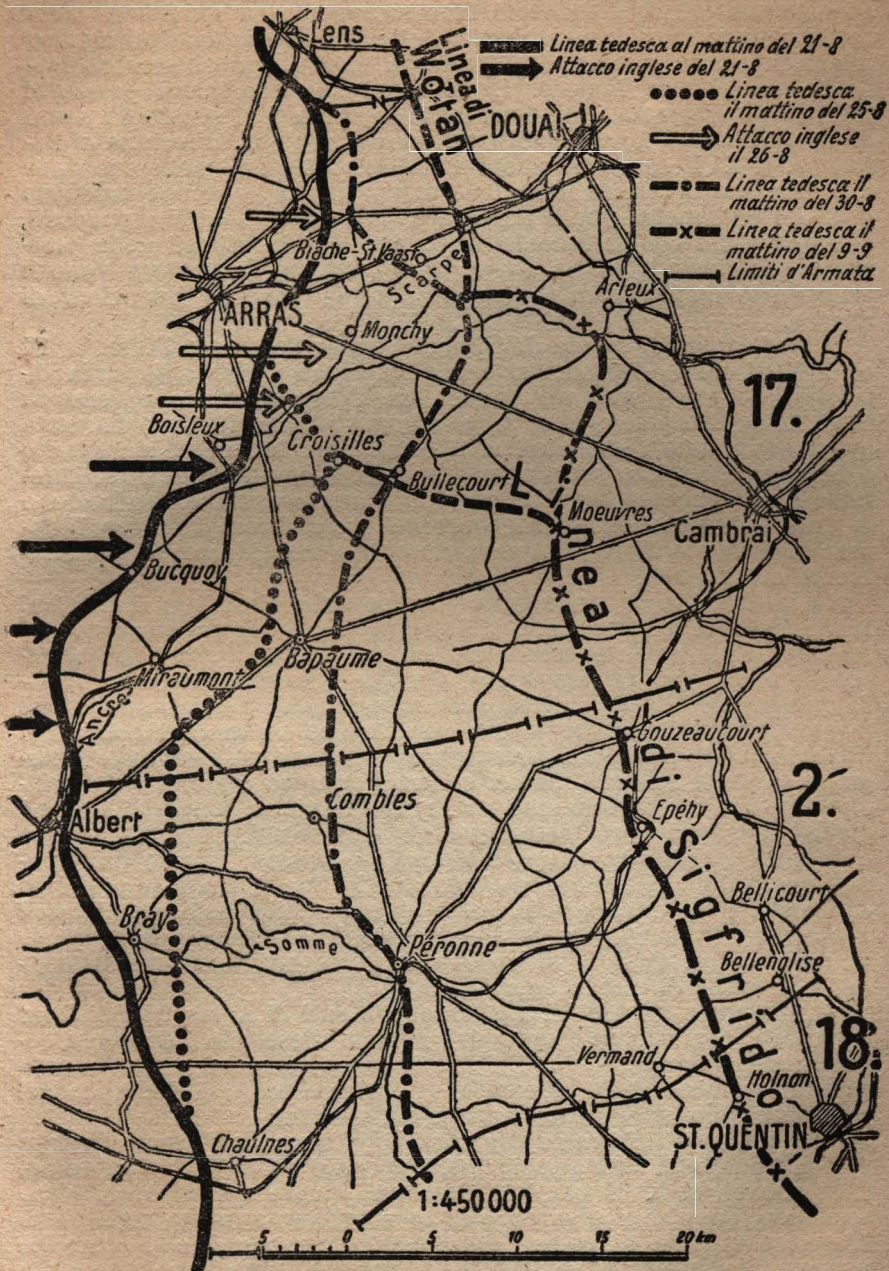 Lens
Linea di
Wotan
DOUAI
Linea tedesca al mattino del 21-8
Attacco inglese del 21-8
Linea tedesca
il mattino del 25-8
Attacco inglese
il 26-8
Linea tedesca il
mattino del 30-8
Linea tedesca il
mattino del 9-9
Limiti d'Armata
Biache-St Vaast
Scarpe
Arleux
ARRAS
Monchy
17.
Boisleux
Croisilles
Bullecourt
Moeuvres
Cambrai
Linea di Sigfrido
Bucquoy
Bapaume
Miraumont
Ancre
Gouzeaucourt
2.
Combles
Albert
Epéhy
Bellicourt
Bray
Somme
Péronne
Bellenglise
18.
Vermand
Holnon
ST. QUENTIN
Chaulnes
1:450000
5 0 5 10 15 20 km